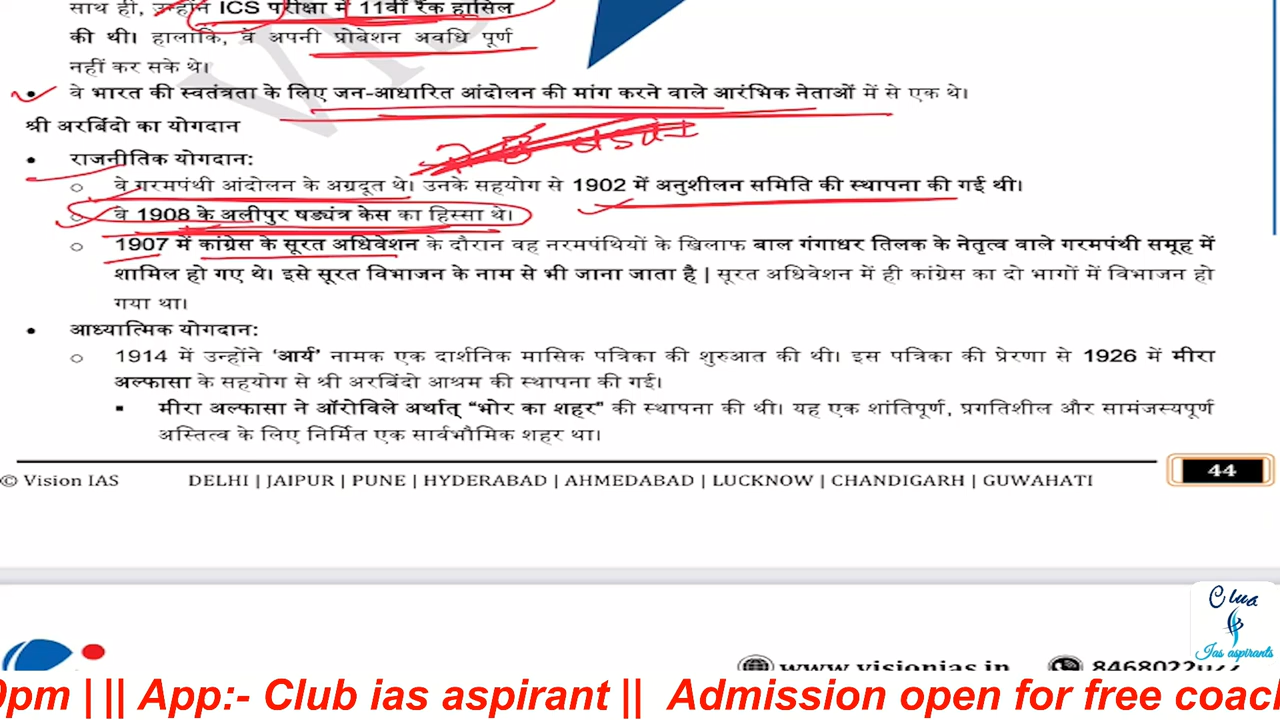 साथ ही, उन्होंने ICS परीक्षा में 11वीं रैंक हासिल
की थी। हालांकि, वे अपनी प्रोबेशन अवधि पूर्ण
नहीं कर सके थे।
• वे भारत की स्वतंत्रता के लिए जन-आधारित आंदोलन की मांग करने वाले आरंभिक नेताओं में से एक थे।
श्री अरबिंदो का योगदान
• राजनीतिक योगदान:
o वे गरमपंथी आंदोलन के अग्रदूत थे। उनके सहयोग से 1902 में अनुशीलन समिति की स्थापना की गई थी।
o वे 1908 के अलीपुर षड्यंत्र केस का हिस्सा थे।
o 1907 में कांग्रेस के सूरत अधिवेशन के दौरान वह नरमपंथियों के खिलाफ बाल गंगाधर तिलक के नेतृत्व वाले गरमपंथी समूह में
शामिल हो गए थे। इसे सूरत विभाजन के नाम से भी जाना जाता है | सूरत अधिवेशन में ही कांग्रेस का दो भागों में विभाजन हो
गया था।
• आध्यात्मिक योगदान:
o 1914 में उन्होंने ‘आर्य’ नामक एक दार्शनिक मासिक पत्रिका की शुरुआत की थी। इस पत्रिका की प्रेरणा से 1926 में मीरा
अल्फासा के सहयोग से श्री अरबिंदो आश्रम की स्थापना की गई।
▪ मीरा अल्फासा ने ऑरोविले अर्थात् “भोर का शहर” की स्थापना की थी। यह एक शांतिपूर्ण, प्रगतिशील और सामंजस्यपूर्ण
अस्तित्व के लिए निर्मित एक सार्वभौमिक शहर था।
© Vision IAS DELHI | JAIPUR | PUNE | HYDERABAD | AHMEDABAD | LUCKNOW | CHANDIGARH | GUWAHATI 44
Club
Ias aspirants
www.visionias.in 8468022022
0pm | || App:- Club ias aspirant || Admission open for free coach